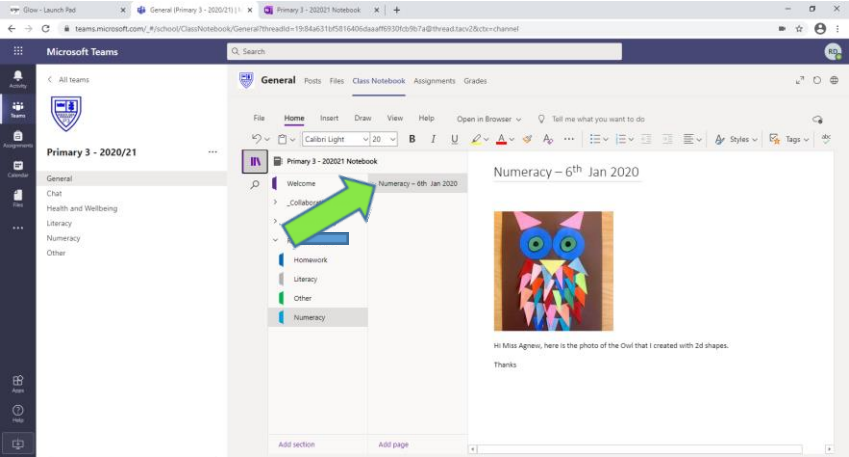 Glow - Launch Pad
General (Primary 3 - 2020/21) | M
Primary 3 - 202021 Notebook
teams.microsoft.com/_#/school/ClassNotebook/General?threadId=19:84a631bf5816406daaaff6930fcb9b7a@thread.tacv2&ctx=channel
Microsoft Teams
Search
RD
Activity
Teams
Assignments
Calendar
Files
Apps
Help
All teams
Primary 3 - 2020/21
General
Chat
Health and Wellbeing
Literacy
Numeracy
Other
General Posts Files Class Notebook Assignments Grades
File Home Insert Draw View Help Open in Browser Tell me what you want to do
Calibri Light 20 B I U A A Styles Tags abc
Primary 3 - 202021 Notebook
Welcome
_Collabora
Homework
Literacy
Other
Numeracy
Add section
Numeracy – 6th Jan 2020
Add page
Numeracy – 6th Jan 2020
Hi Miss Agnew, here is the photo of the Owl that I created with 2d shapes.
Thanks